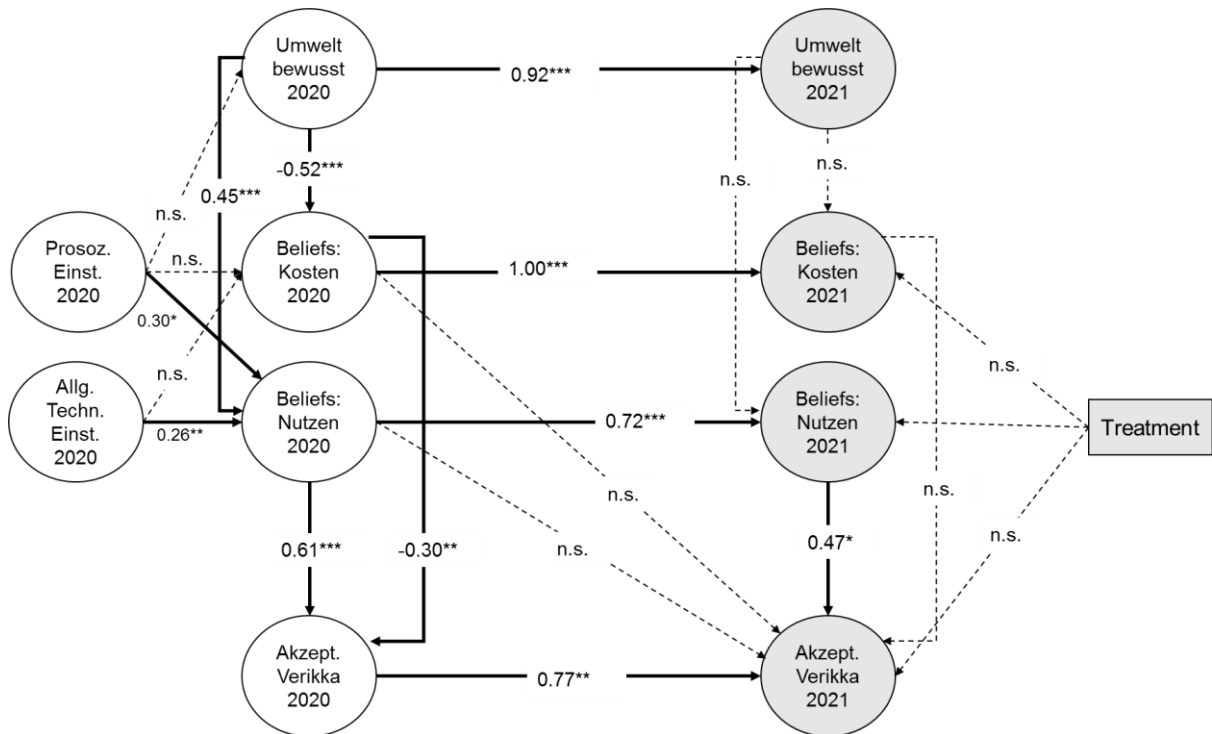 Umwelt
bewusst
2020
Umwelt
bewusst
2021
0.92***
-0.52***
n.s.
n.s.
0.45***
n.s.
Prosoz.
Einst.
2020
n.s.
Beliefs:
Kosten
2020
1.00***
Beliefs:
Kosten
2021
0.30*
n.s.
n.s.
Allg.
Techn.
Einst.
2020
0.26**
Beliefs:
Nutzen
2020
0.72***
Beliefs:
Nutzen
2021
n.s.
Treatment
n.s.
n.s.
0.61***
-0.30**
n.s.
0.47*
n.s.
Akzept.
Verikka
2020
0.77**
Akzept.
Verikka
2021